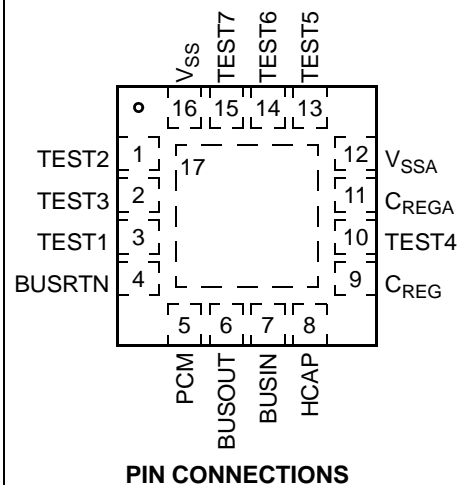 VSS
TEST7
TEST6
TEST5
16
15
14
13
TEST2
1
17
12
VSSA
TEST3
2
11
CREGA
TEST1
3
10
TEST4
BUSRTN
4
9
CREG
5
6
7
8
PCM
BUSOUT
BUSIN
HCAP
PIN CONNECTIONS